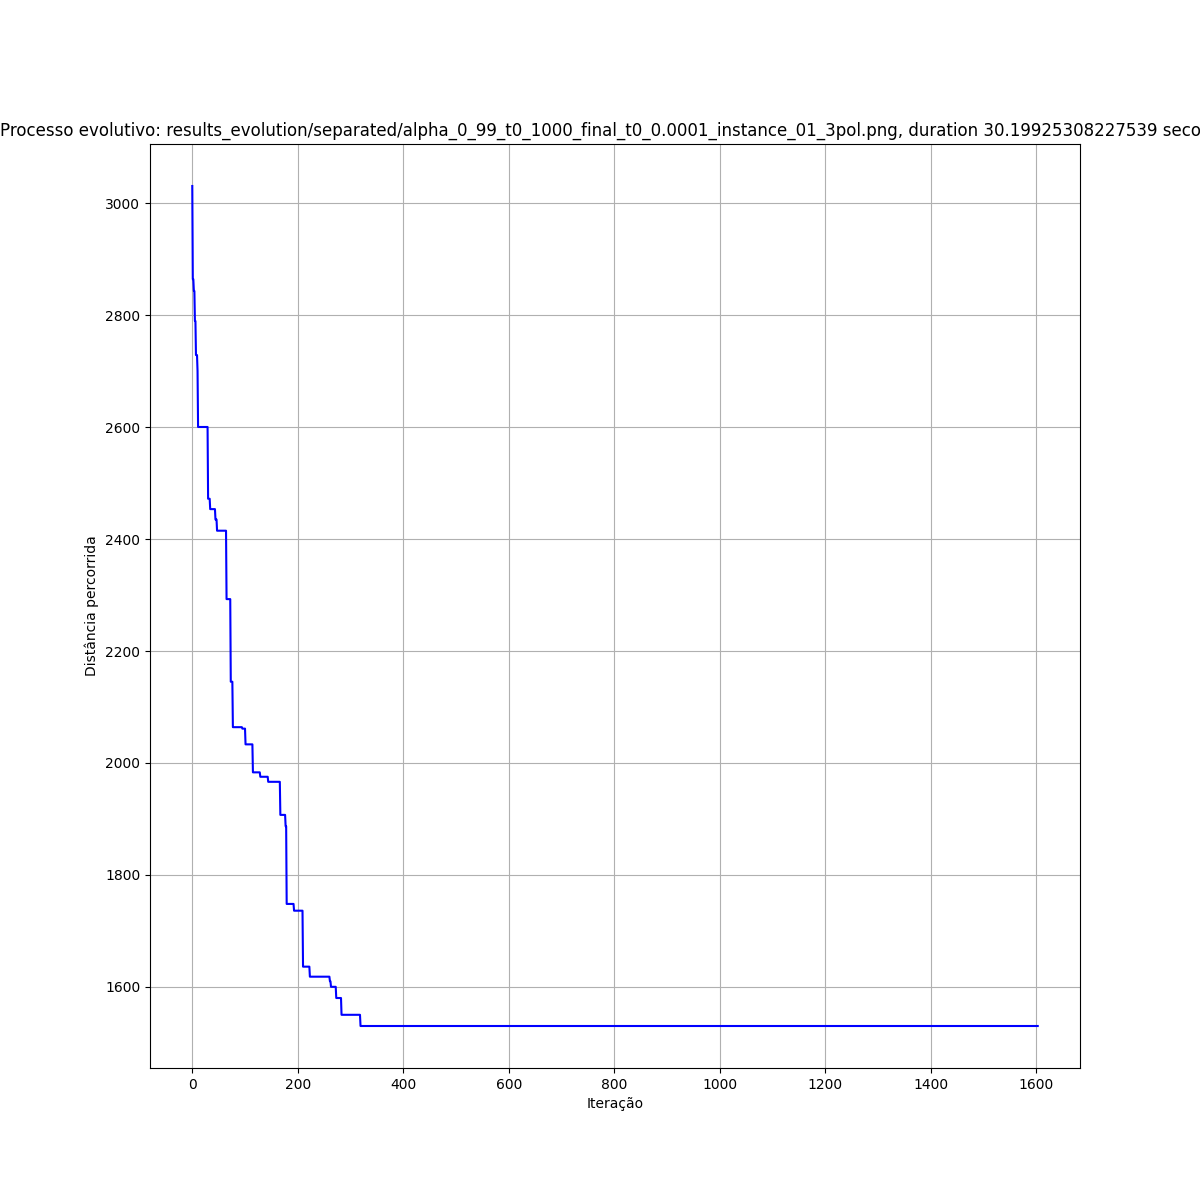 Processo evolutivo: results_evolution/separated/alpha_0_99_t0_1000_final_t0_0.0001_instance_01_3pol.png, duration 30.19925308227539 seco
3000
2800
2600
2400
2200
2000
1800
1600
Distância percorrida
0 200 400 600 800 1000 1200 1400 1600
Iteração